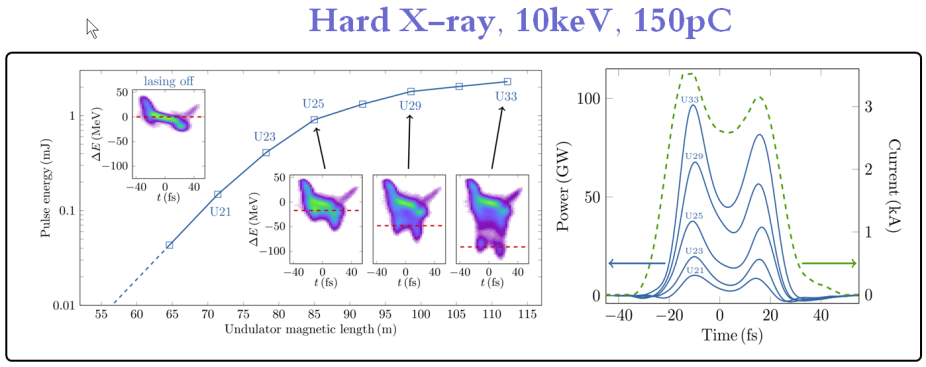 Hard X-ray, 10keV, 150pC
lasing off
U21
U23
U25
U29
U33
Pulse energy (mJ)
1
0.1
0.01
55 60 65 70 75 80 85 90 95 100 105 110 115
Undulator magnetic length (m)
ΔE (MeV)
50
0
−50
−100
−40 0 40
t (fs)
ΔE (MeV)
50
0
−50
−100
−40 0 40
t (fs)
−40 0 40
t (fs)
−40 0 40
t (fs)
Power (GW)
100
50
0
U33
U29
U25
U23
U21
−40 −20 0 20 40
Time (fs)
3
2
1
0
Current (kA)